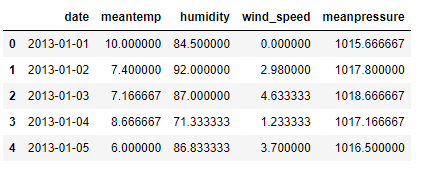 date meantemp humidity wind_speed meanpressure
0 2013-01-01 10.000000 84.500000 0.000000 1015.666667
1 2013-01-02 7.400000 92.000000 2.980000 1017.800000
2 2013-01-03 7.166667 87.000000 4.633333 1018.666667
3 2013-01-04 8.666667 71.333333 1.233333 1017.166667
4 2013-01-05 6.000000 86.833333 3.700000 1016.500000